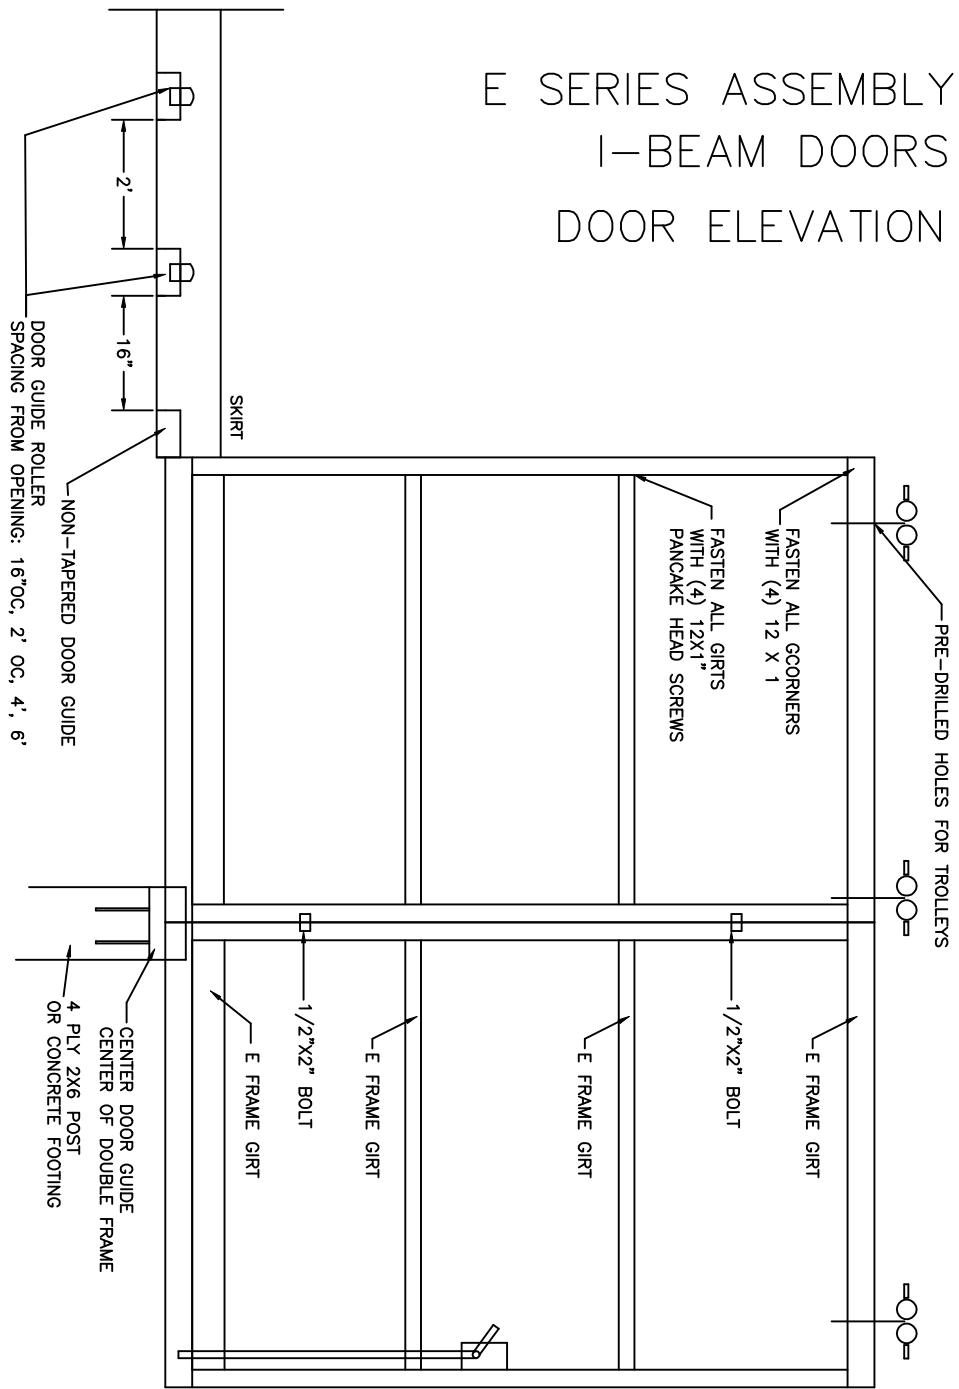 E SERIES ASSEMBLY
I-BEAM DOORS
DOOR ELEVATION
PRE-DRILLED HOLES FOR TROLLEYS
FASTEN ALL GCORNERS
WITH (4) 12 X 1
FASTEN ALL GIRTS
WITH (4) 12X1"
PANCAKE HEAD SCREWS
E FRAME GIRT
1/2"X2" BOLT
E FRAME GIRT
E FRAME GIRT
1/2"X2" BOLT
E FRAME GIRT
SKIRT
2'
16"
NON-TAPERED DOOR GUIDE
DOOR GUIDE ROLLER
SPACING FROM OPENING: 16"OC, 2' OC, 4', 6'
CENTER DOOR GUIDE
CENTER OF DOUBLE FRAME
4 PLY 2X6 POST
OR CONCRETE FOOTING